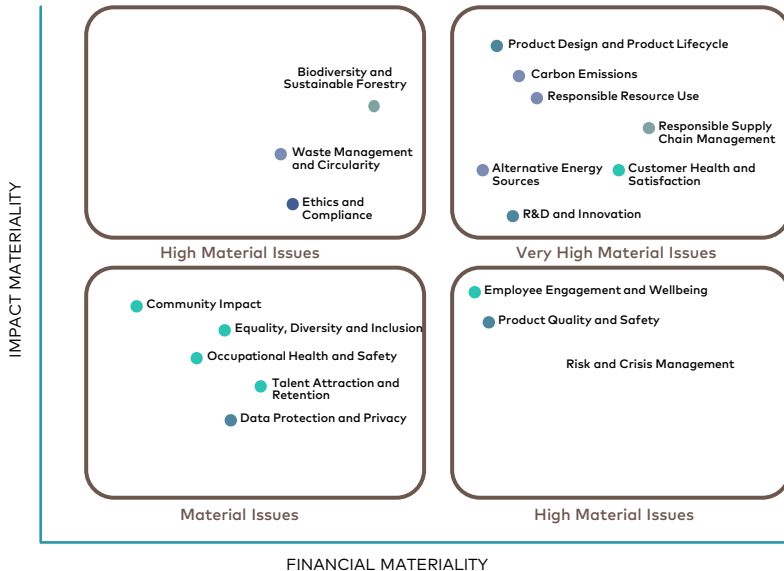 IMPACT MATERIALITY
Biodiversity and
Sustainable Forestry
Waste Management
and Circularity
Ethics and
Compliance
High Material Issues
Product Design and Product Lifecycle
Carbon Emissions
Responsible Resource Use
Responsible Supply
Chain Management
Alternative Energy
Sources
Customer Health and
Satisfaction
R&D and Innovation
Very High Material Issues
Community Impact
Equality, Diversity and Inclusion
Occupational Health and Safety
Talent Attraction and
Retention
Data Protection and Privacy
Material Issues
Employee Engagement and Wellbeing
Product Quality and Safety
Risk and Crisis Management
High Material Issues
FINANCIAL MATERIALITY